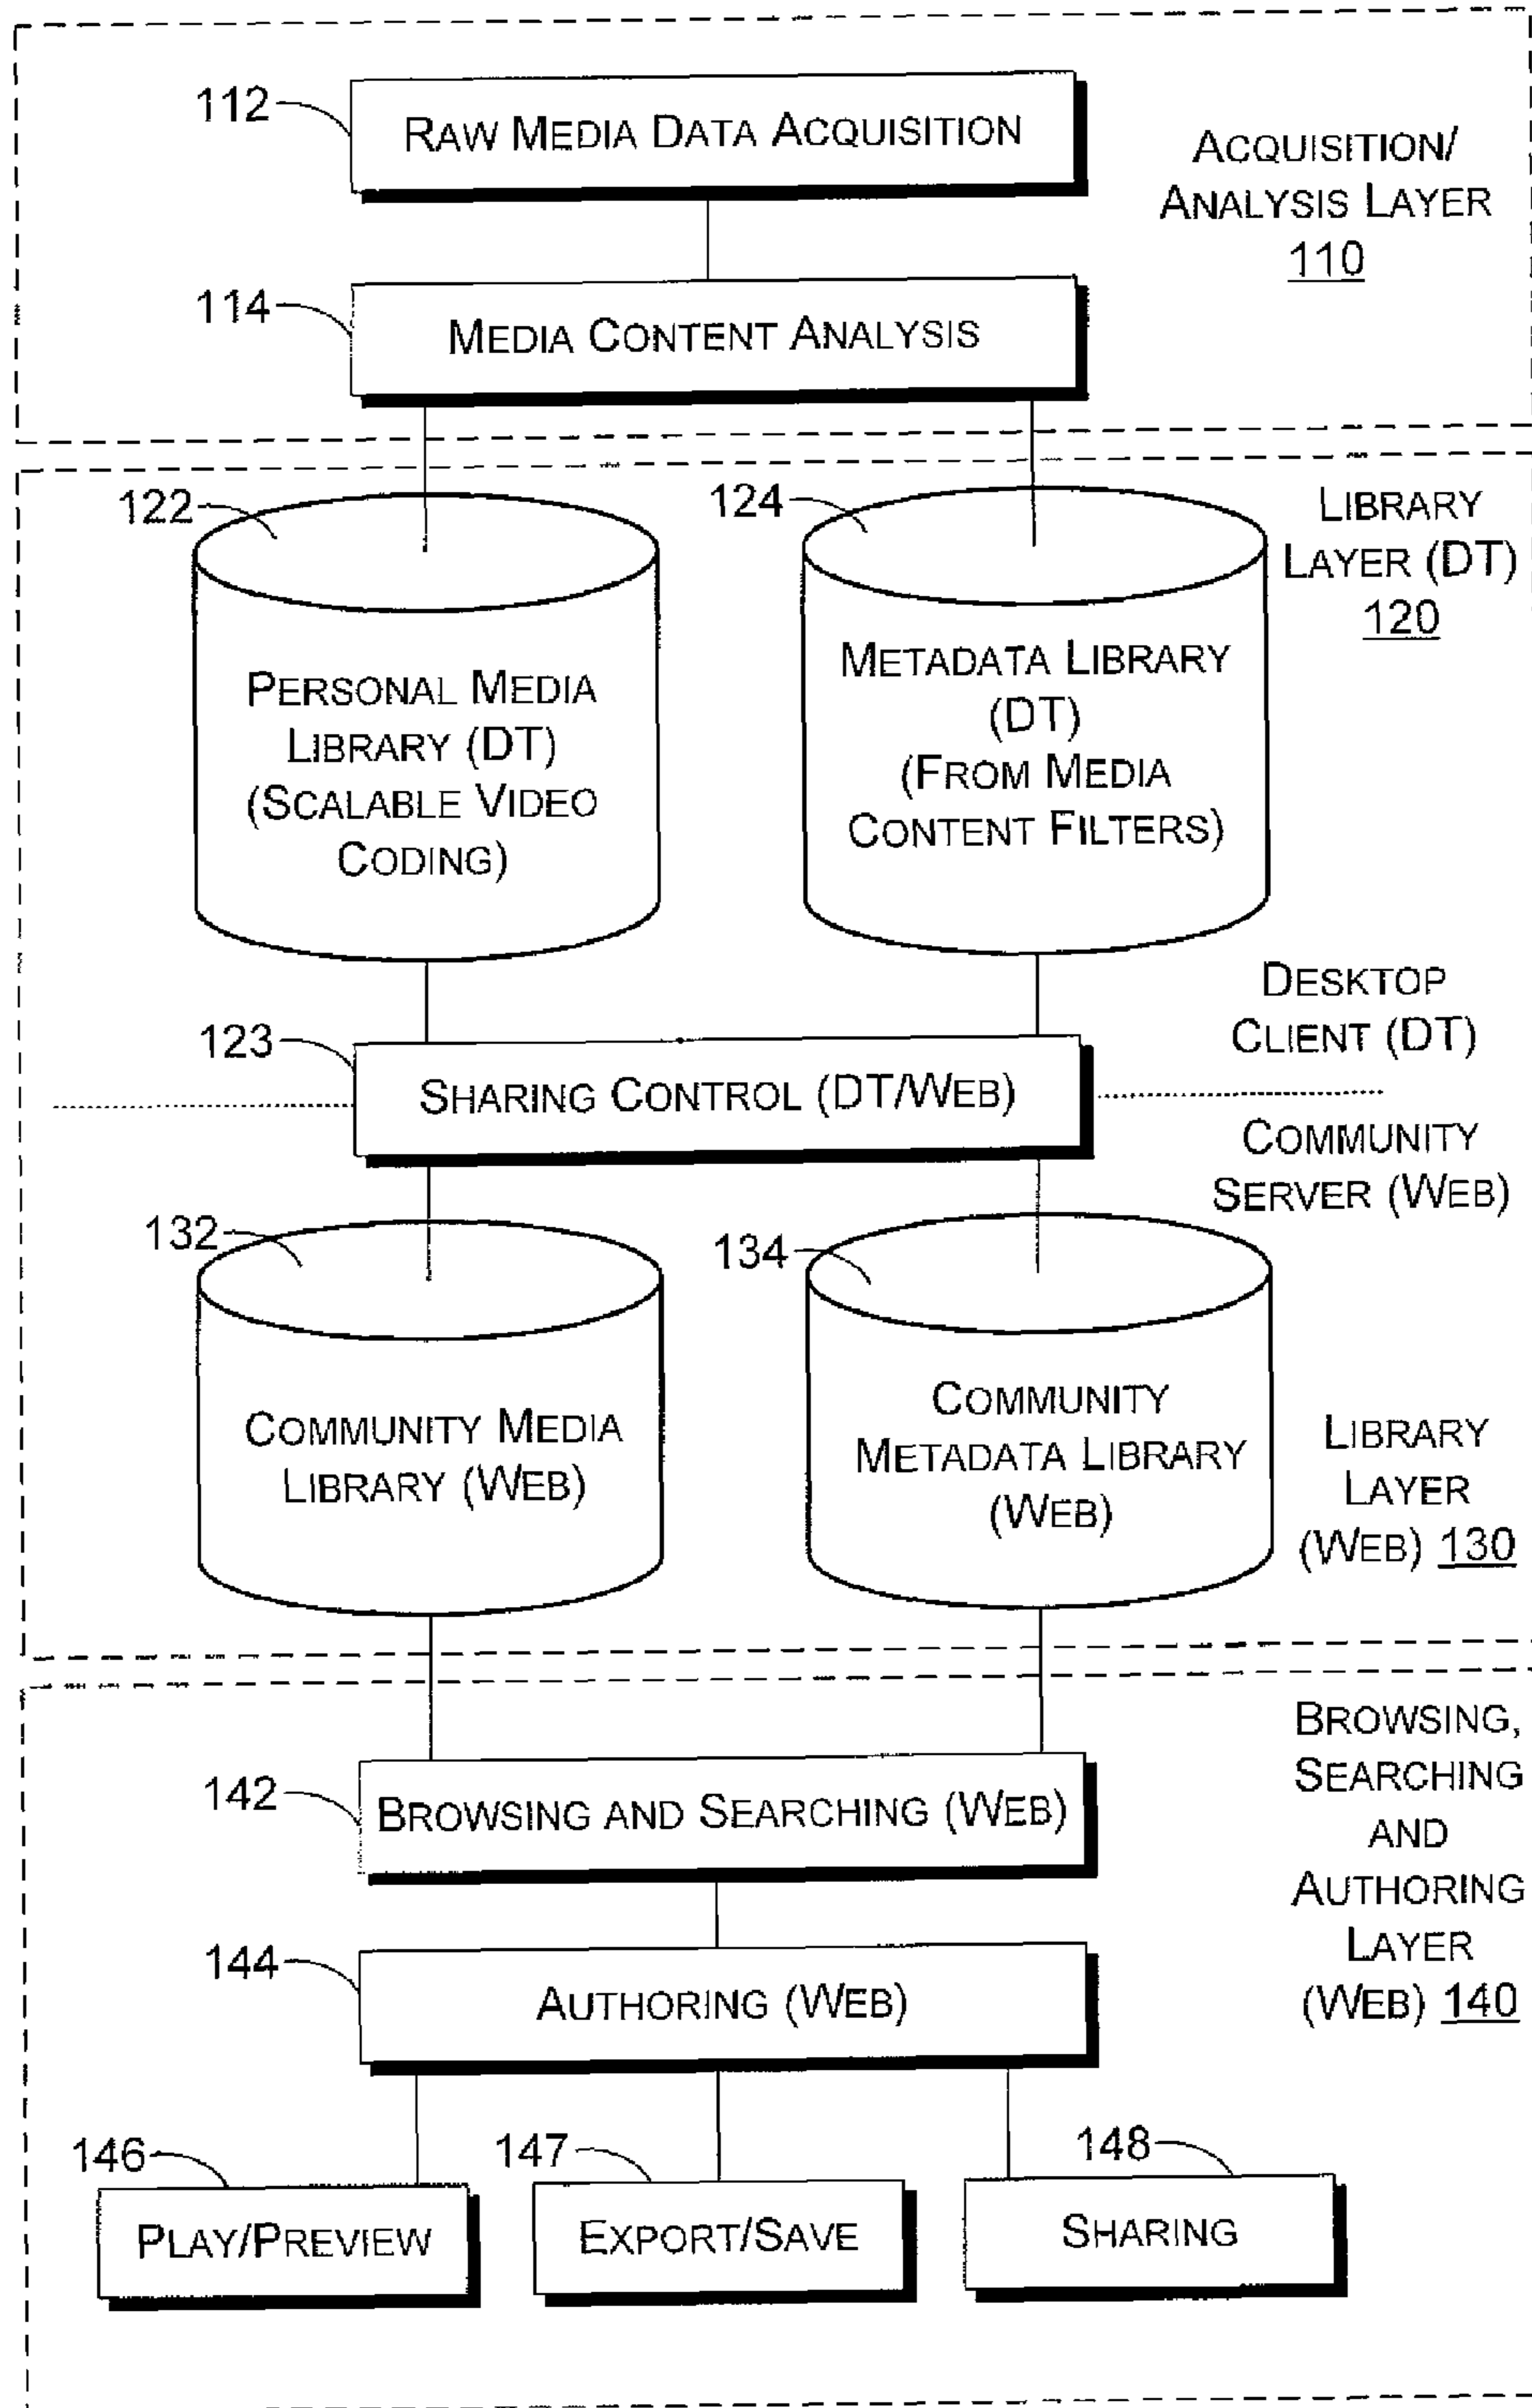 112
RAW MEDIA DATA ACQUISITION
ACQUISITION/
ANALYSIS LAYER
110
114
MEDIA CONTENT ANALYSIS
122
124
LIBRARY
LAYER (DT)
120
PERSONAL MEDIA
LIBRARY (DT)
(SCALABLE VIDEO
CODING)
METADATA LIBRARY
(DT)
(FROM MEDIA
CONTENT FILTERS)
DESKTOP
CLIENT (DT)
123
SHARING CONTROL (DT/WEB)
COMMUNITY
SERVER (WEB)
132
134
COMMUNITY MEDIA
LIBRARY (WEB)
COMMUNITY
METADATA LIBRARY
(WEB)
LIBRARY
LAYER
(WEB) 130
BROWSING,
SEARCHING
AND
AUTHORING
LAYER
(WEB) 140
142
BROWSING AND SEARCHING (WEB)
144
AUTHORING (WEB)
146
147
148
PLAY/PREVIEW
EXPORT/SAVE
SHARING